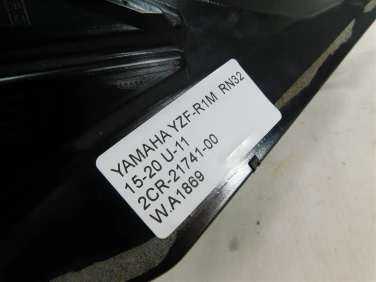 YAMAHA YZF-R1M RN32
15-20 U-11
2CR-21741-00
W.A1869